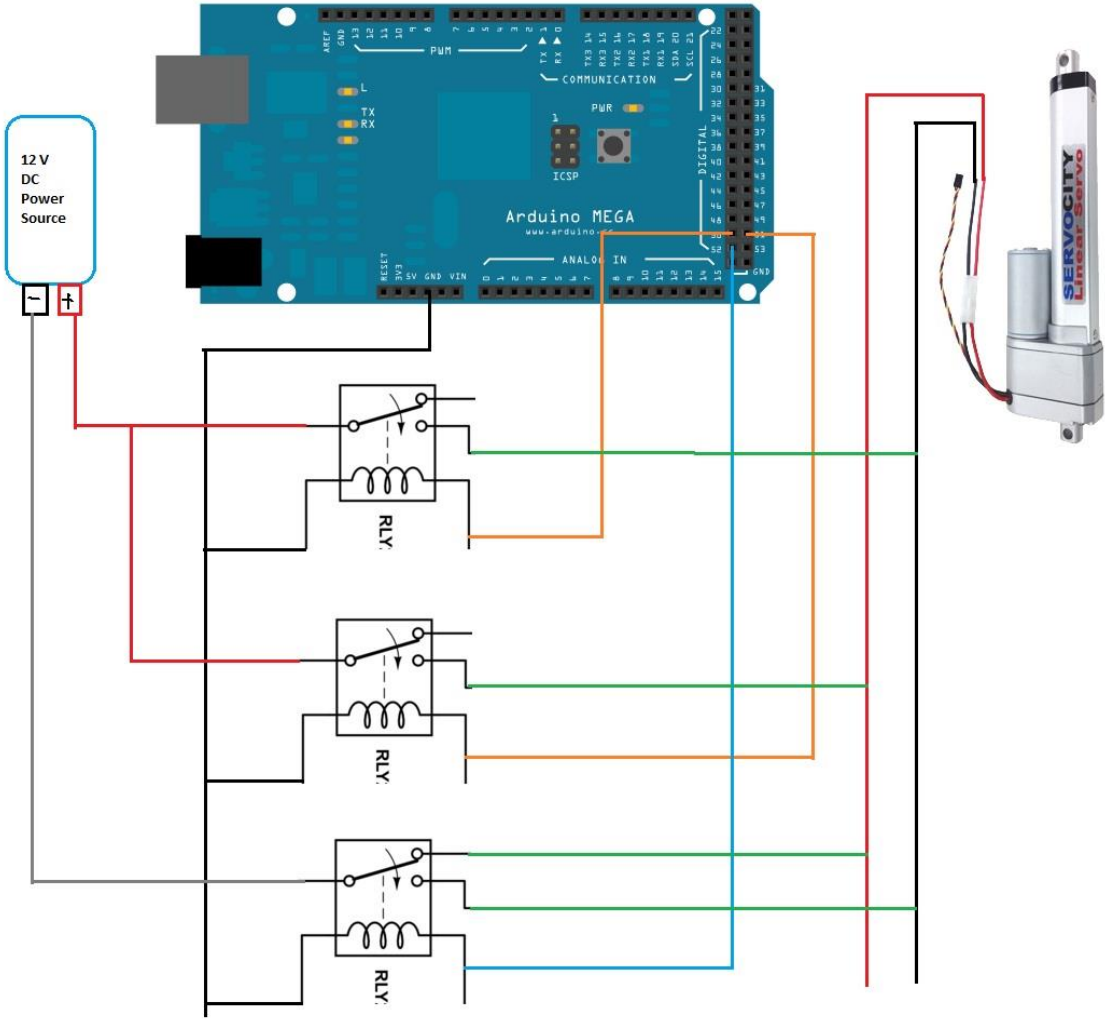 AREF
GND
13
12
11
10
9
8
7
6
5
4
3
2
1
0
PWM
TX
RX
TX3 14
RX3 15
TX2 16
RX2 17
TX1 18
RX1 19
SDA 20
SCL 21
COMMUNICATION
L
TX
RX
PWR
1
ICSP
DIGITAL
22
24
26
28
30
31
32
33
34
35
36
37
38
39
40
41
42
43
44
45
46
47
48
49
50
51
52
53
GND
12 V
DC
Power
Source
-
+
Arduino MEGA
ANALOG IN
RESET
3V3
5V GND VIN
0 1 2 3 4 5 6 7
8 9 10 11 12 13 14 15
SERVOCITY
Linear Servo
RLY
RLY
RLY